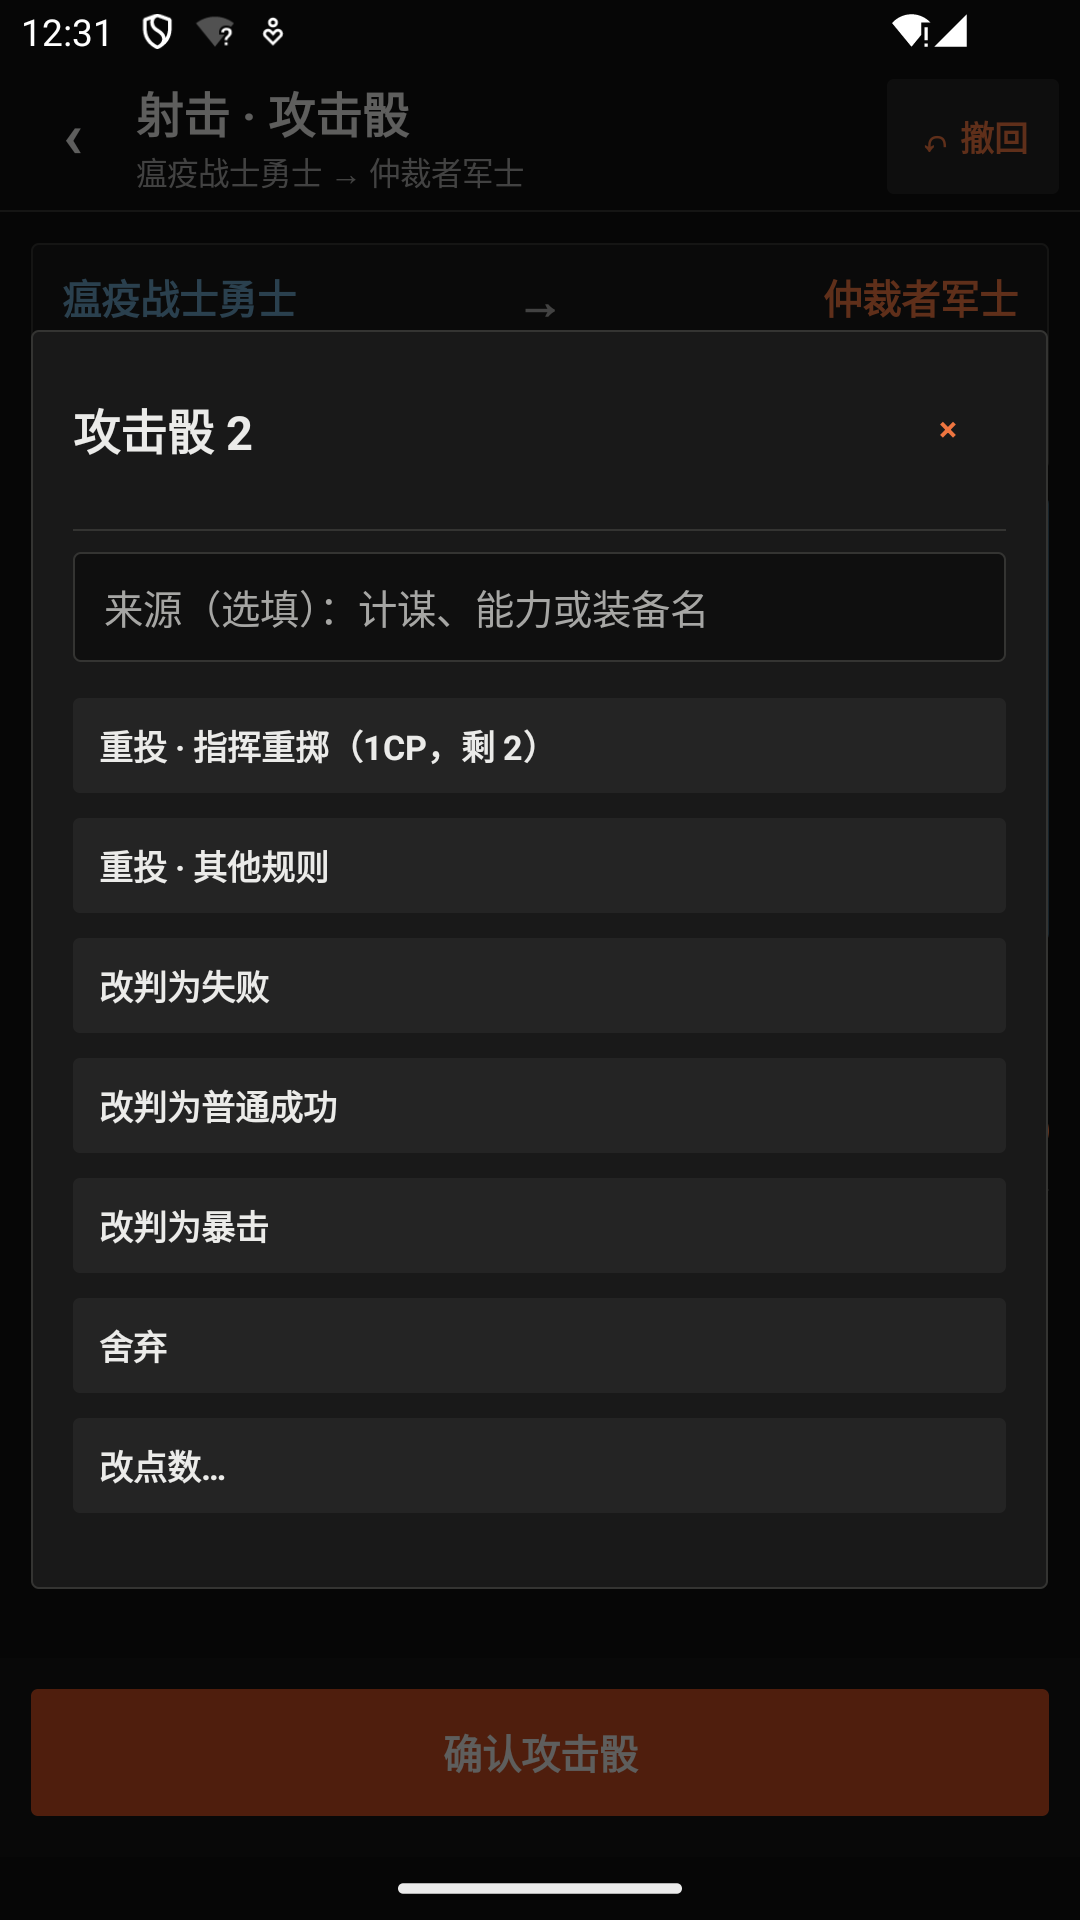 12:31
射击 · 攻击骰
瘟疫战士勇士 → 仲裁者军士
撤回
瘟疫战士勇士 → 仲裁者军士
攻击骰 2
来源（选填）：计谋、能力或装备名
重投 · 指挥重掷（1CP，剩 2）
重投 · 其他规则
改判为失败
改判为普通成功
改判为暴击
舍弃
改点数...
确认攻击骰